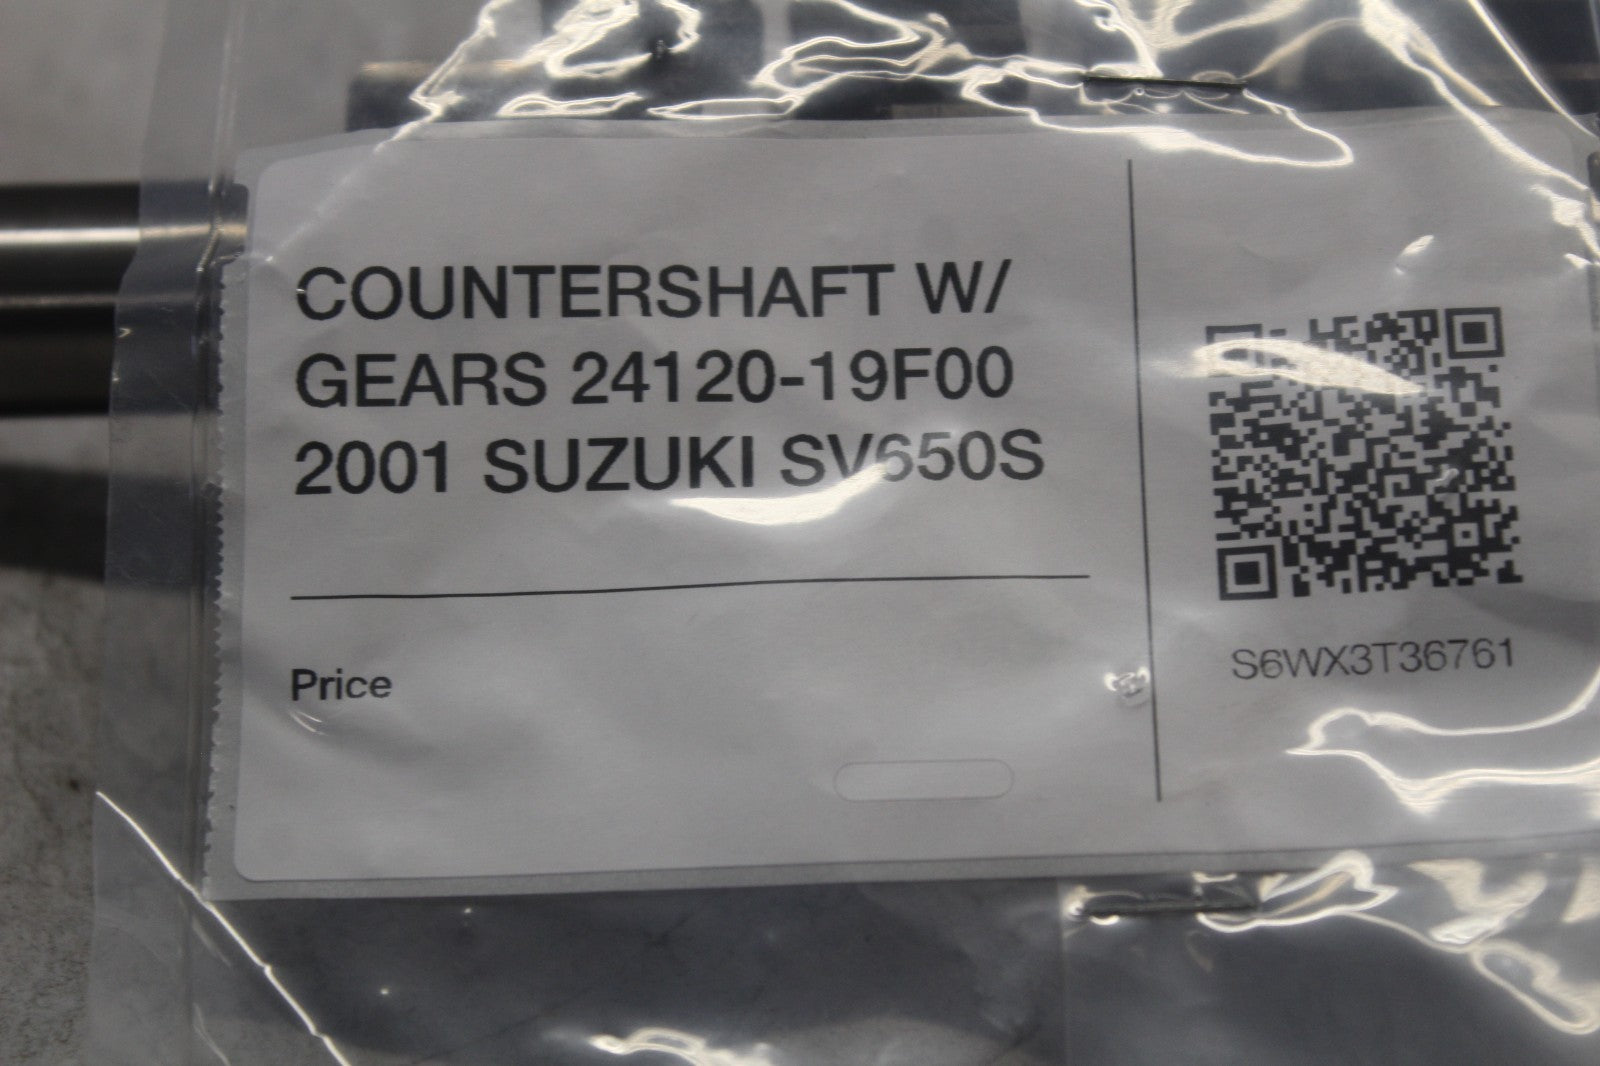 COUNTERSHAFT W/
GEARS 24120-19F00
2001 SUZUKI SV650S
Price
S6WX3T36761